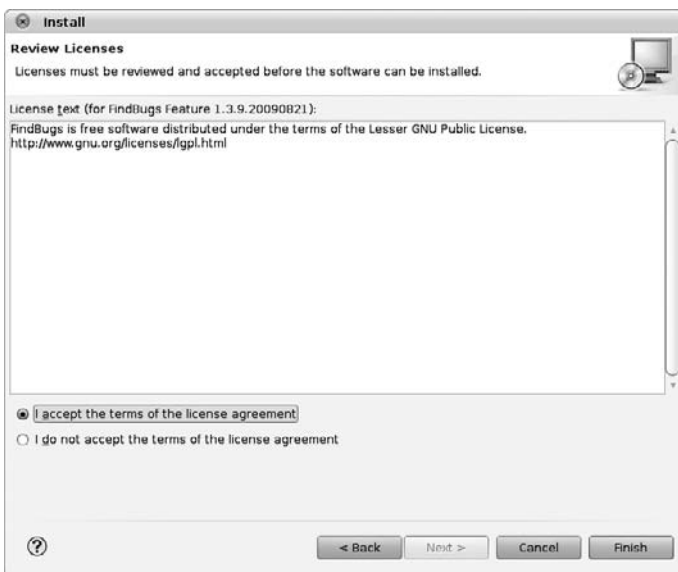 Install
Review Licenses
Licenses must be reviewed and accepted before the software can be installed.
License text (for FindBugs Feature 1.3.9.20090821):
FindBugs is free software distributed under the terms of the Lesser GNU Public License.
http://www.gnu.org/licenses/lgpl.html
I accept the terms of the license agreement
I do not accept the terms of the license agreement
?
< Back
Next >
Cancel
Finish